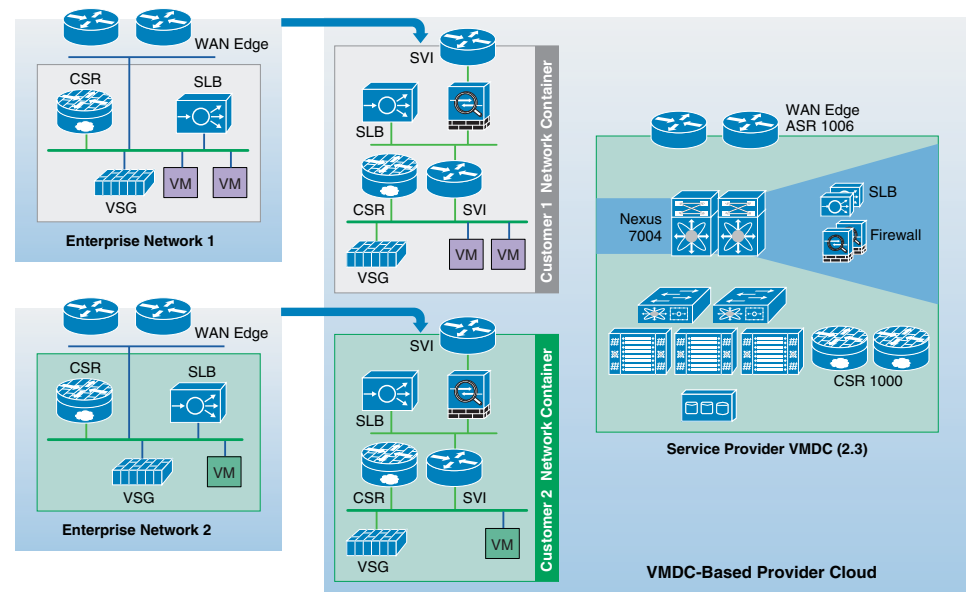 WAN Edge
CSR
SLB
VSG
VM
VM
Enterprise Network 1
WAN Edge
CSR
SLB
VSG
VM
Enterprise Network 2
SVI
SLB
CSR
SVI
VSG
VM
VM
Customer 1 Network Container
SVI
SLB
CSR
SVI
VSG
VM
Customer 2 Network Container
WAN Edge
ASR 1006
Nexus
7004
SLB
Firewall
CSR 1000
Service Provider VMDC (2.3)
VMDC-Based Provider Cloud